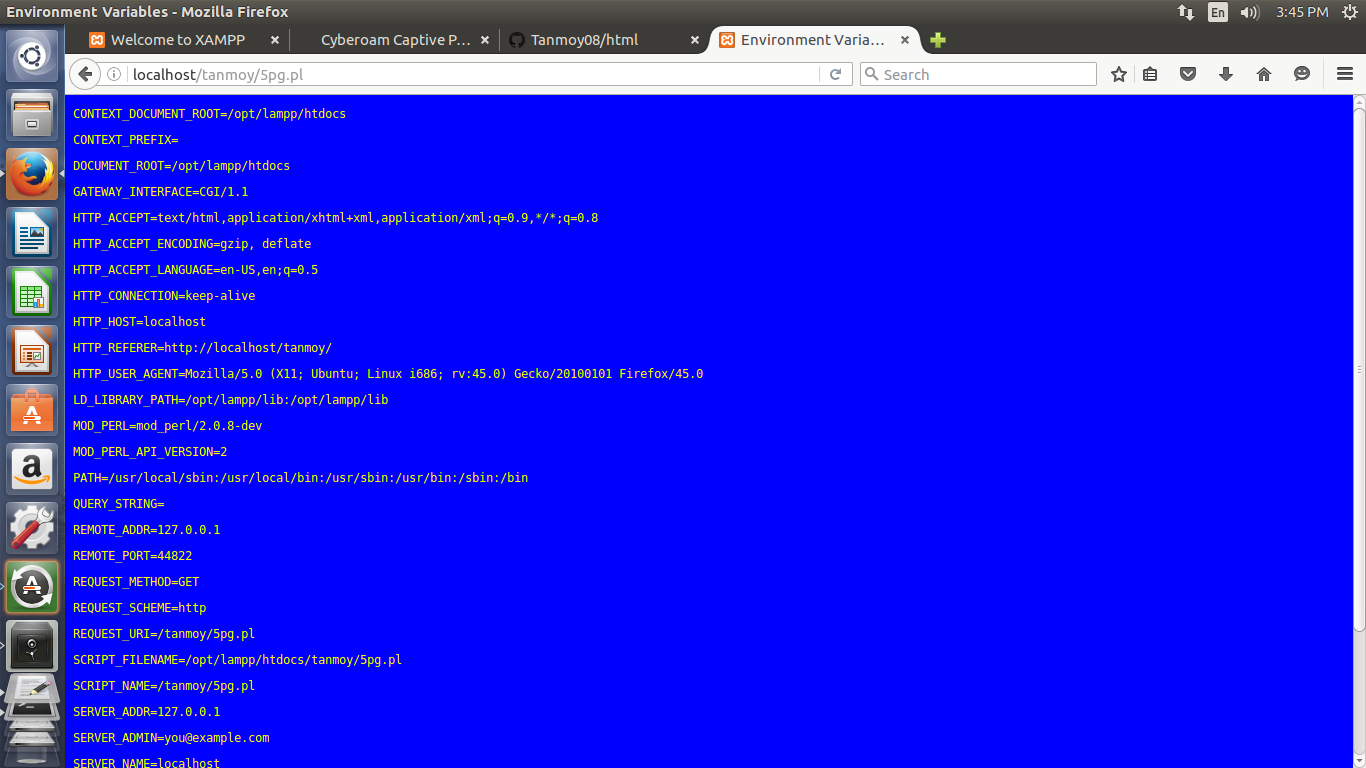 Environment Variables - Mozilla Firefox
En
3:45 PM
Welcome to XAMPP
Cyberoam Captive P...
Tanmoy08/html
Environment Varia...
localhost/tanmoy/5pg.pl
Search
CONTEXT_DOCUMENT_ROOT=/opt/lampp/htdocs
CONTEXT_PREFIX=
DOCUMENT_ROOT=/opt/lampp/htdocs
GATEWAY_INTERFACE=CGI/1.1
HTTP_ACCEPT=text/html,application/xhtml+xml,application/xml;q=0.9,*/*;q=0.8
HTTP_ACCEPT_ENCODING=gzip, deflate
HTTP_ACCEPT_LANGUAGE=en-US,en;q=0.5
HTTP_CONNECTION=keep-alive
HTTP_HOST=localhost
HTTP_REFERER=http://localhost/tanmoy/
HTTP_USER_AGENT=Mozilla/5.0 (X11; Ubuntu; Linux i686; rv:45.0) Gecko/20100101 Firefox/45.0
LD_LIBRARY_PATH=/opt/lampp/lib:/opt/lampp/lib
MOD_PERL=mod_perl/2.0.8-dev
MOD_PERL_API_VERSION=2
PATH=/usr/local/sbin:/usr/local/bin:/usr/sbin:/usr/bin:/sbin:/bin
QUERY_STRING=
REMOTE_ADDR=127.0.0.1
REMOTE_PORT=44822
REQUEST_METHOD=GET
REQUEST_SCHEME=http
REQUEST_URI=/tanmoy/5pg.pl
SCRIPT_FILENAME=/opt/lampp/htdocs/tanmoy/5pg.pl
SCRIPT_NAME=/tanmoy/5pg.pl
SERVER_ADDR=127.0.0.1
SERVER_ADMIN=you@example.com
SERVER_NAME=localhost